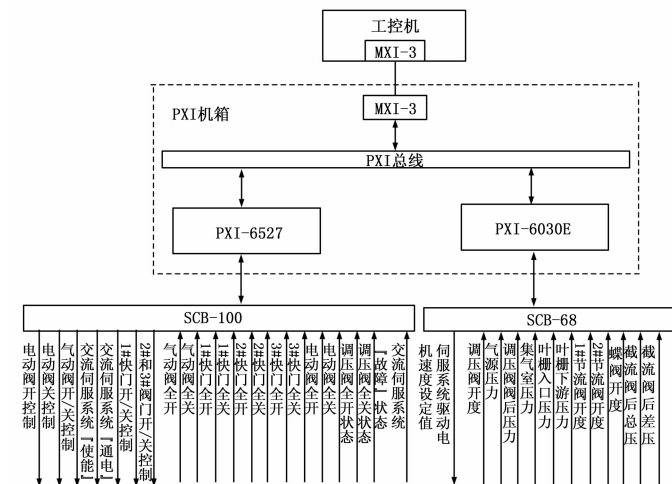 工控机
MXI-3
MXI-3
PXI机箱
PXI总线
PXI-6527
PXI-6030E
SCB-100
SCB-68
电动阀开控制
电动阀关控制
气动阀开/关控制
交流伺服系统『使能』
交流伺服系统『通电』
1#快门开/关控制
2#和3#阀门开/关控制
气动阀全开
气动阀全关
1#快门全开
1#快门全关
2#快门全开
2#快门全关
3#快门全开
3#快门全关
电动阀全开
电动阀全关
调压阀全开状态
调压阀全关状态
『故障』状态
交流伺服系统
机速度设定值
伺服系统驱动电
调压阀开度
气源压力
调压阀阀后压力
集气室压力
叶栅入口压力
叶栅下游压力
1#节流阀开度
2#节流阀开度
蝶阀开度
截流阀后总压
截流阀后差压